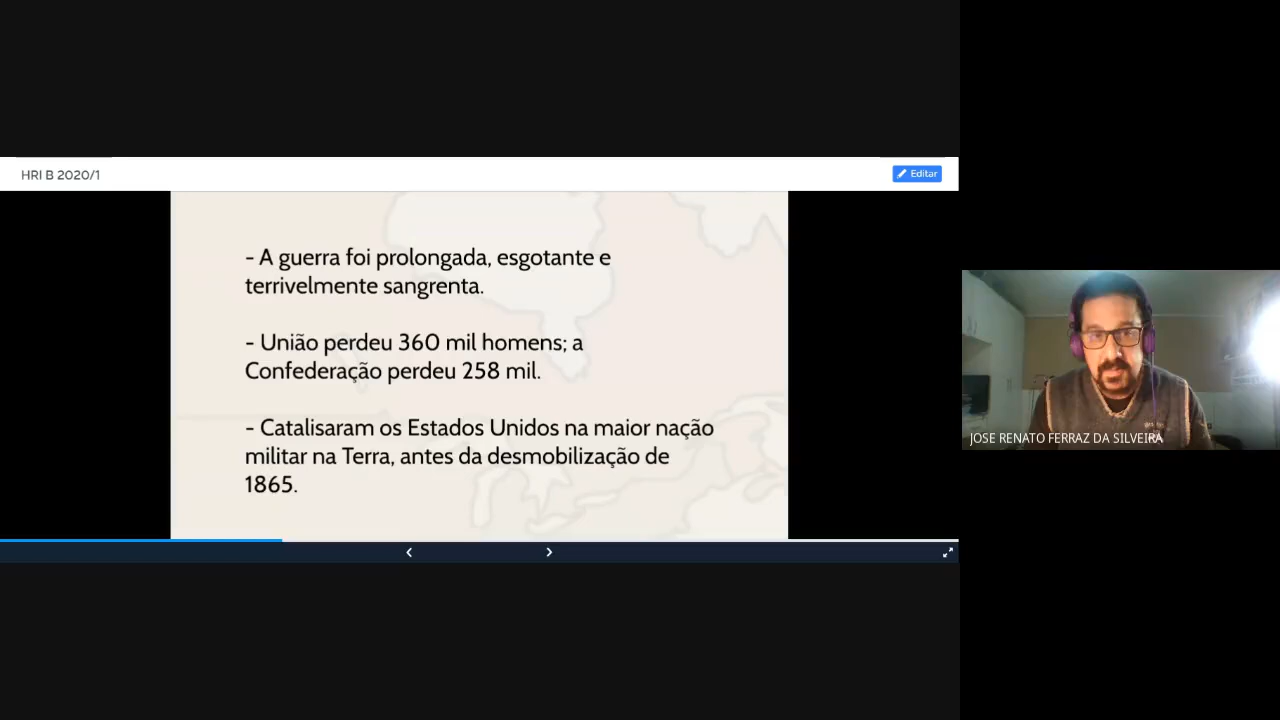 HRI B 2020/1
Editar
- A guerra foi prolongada, esgotante e
terrivelmente sangrenta.
- União perdeu 360 mil homens; a
Confederação perdeu 258 mil.
- Catalisaram os Estados Unidos na maior nação
militar na Terra, antes da desmobilização de
1865.
JOSE RENATO FERRAZ DA SILVEIRA